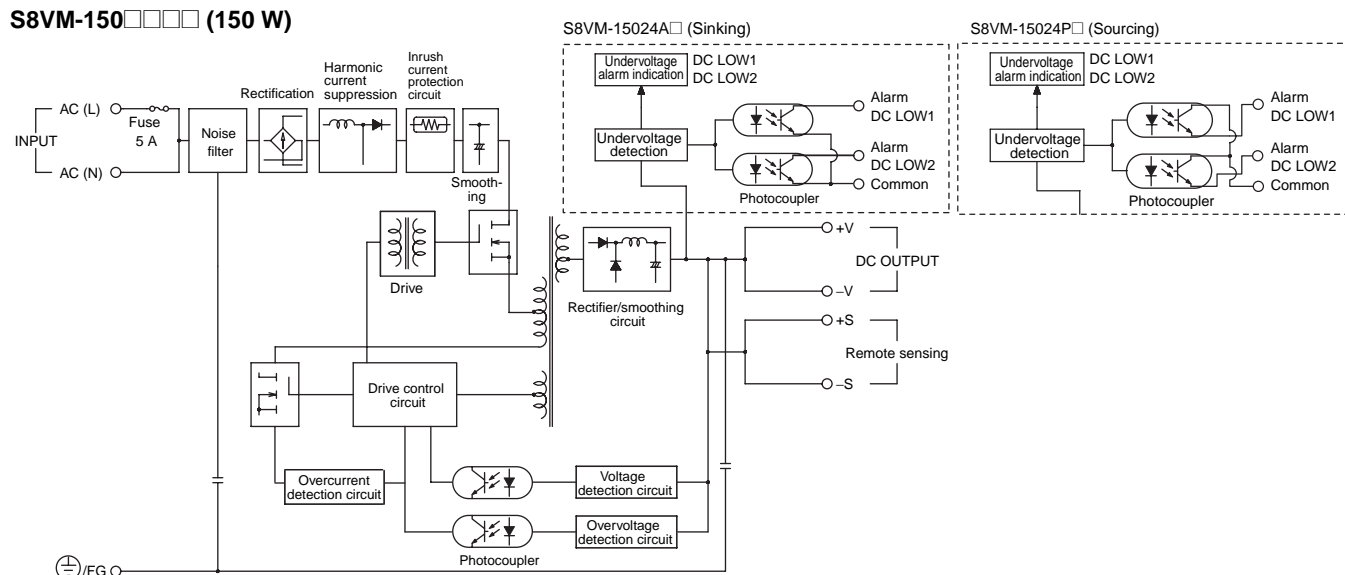 S8VM-150□□□□ (150 W)
S8VM-15024A□ (Sinking)
S8VM-15024P□ (Sourcing)
INPUT
AC (L)
AC (N)
Fuse
5 A
Noise
filter
Rectification
Harmonic
current
suppression
Inrush
current
protection
circuit
Smooth-
ing
Drive
Rectifier/smoothing
circuit
Undervoltage
alarm indication
DC LOW1
DC LOW2
Undervoltage
detection
Alarm
DC LOW1
Alarm
DC LOW2
Common
Photocoupler
Undervoltage
alarm indication
DC LOW1
DC LOW2
Undervoltage
detection
Alarm
DC LOW1
Alarm
DC LOW2
Common
Photocoupler
+V
DC OUTPUT
–V
+S
Remote sensing
–S
Drive control
circuit
Overcurrent
detection circuit
Voltage
detection circuit
Overvoltage
detection circuit
Photocoupler
/FG